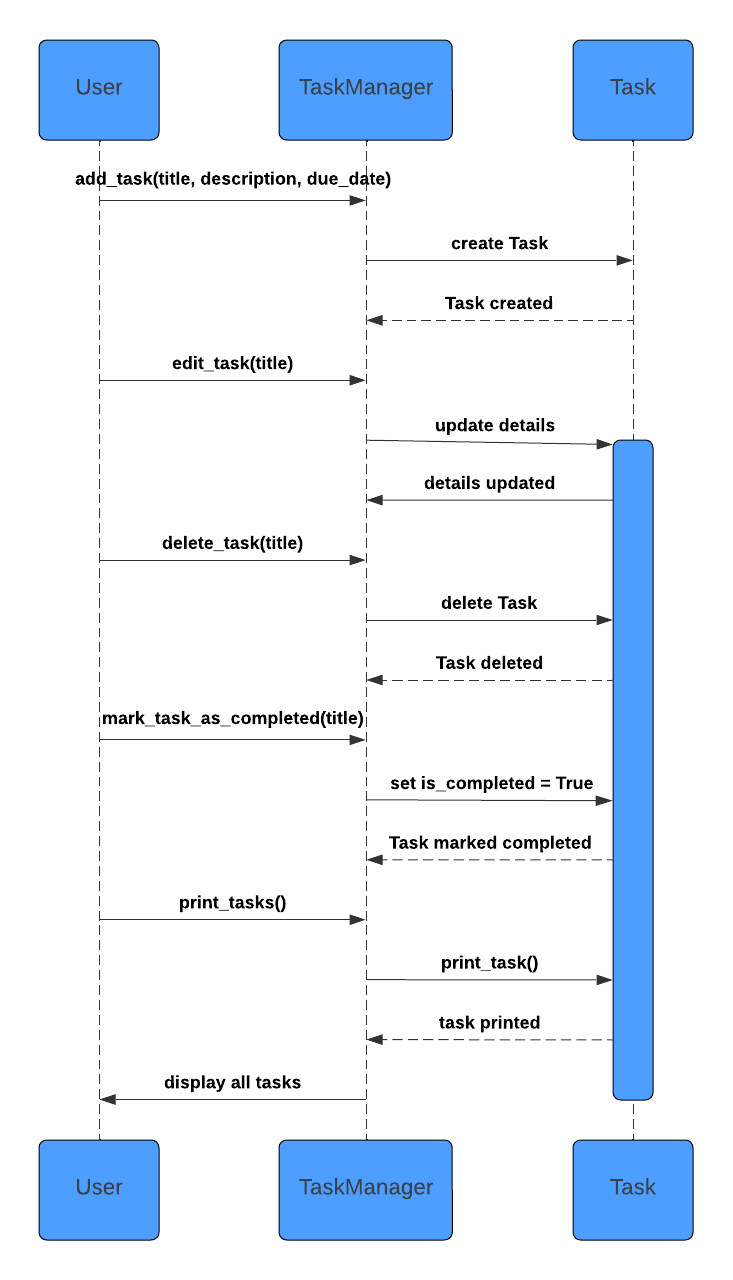 User
TaskManager
Task
add_task(title, description, due_date)
create Task
Task created
edit_task(title)
update details
details updated
delete_task(title)
delete Task
Task deleted
mark_task_as_completed(title)
set is_completed = True
Task marked completed
print_tasks()
print_task()
task printed
display all tasks
User
TaskManager
Task